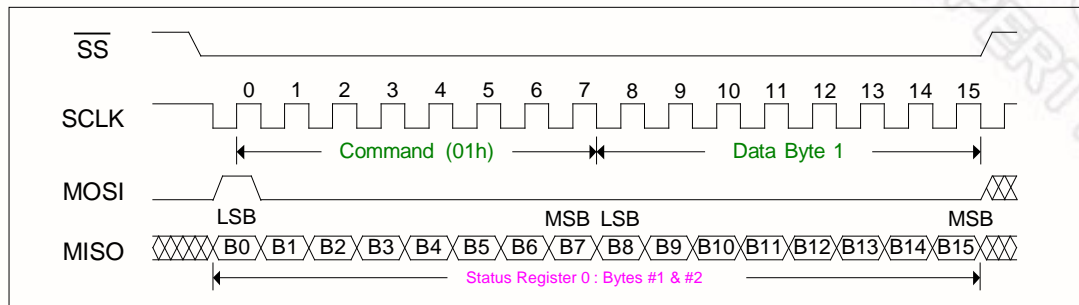 SS
0 1 2 3 4 5 6 7 8 9 10 11 12 13 14 15
SCLK
Command (01h) Data Byte 1
MOSI
LSB MSB LSB MSB
MISO B0 B1 B2 B3 B4 B5 B6 B7 B8 B9 B10 B11 B12 B13 B14 B15
Status Register 0 : Bytes #1 & #2